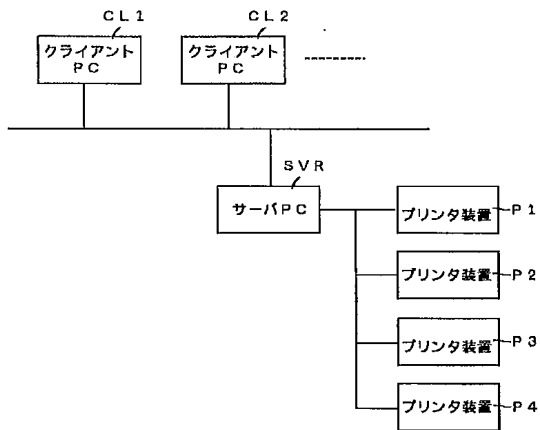 CL1
CL2
クライアント
PC
クライアント
PC
SVR
サーバPC
プリンタ装置
P1
プリンタ装置
P2
プリンタ装置
P3
プリンタ装置
P4